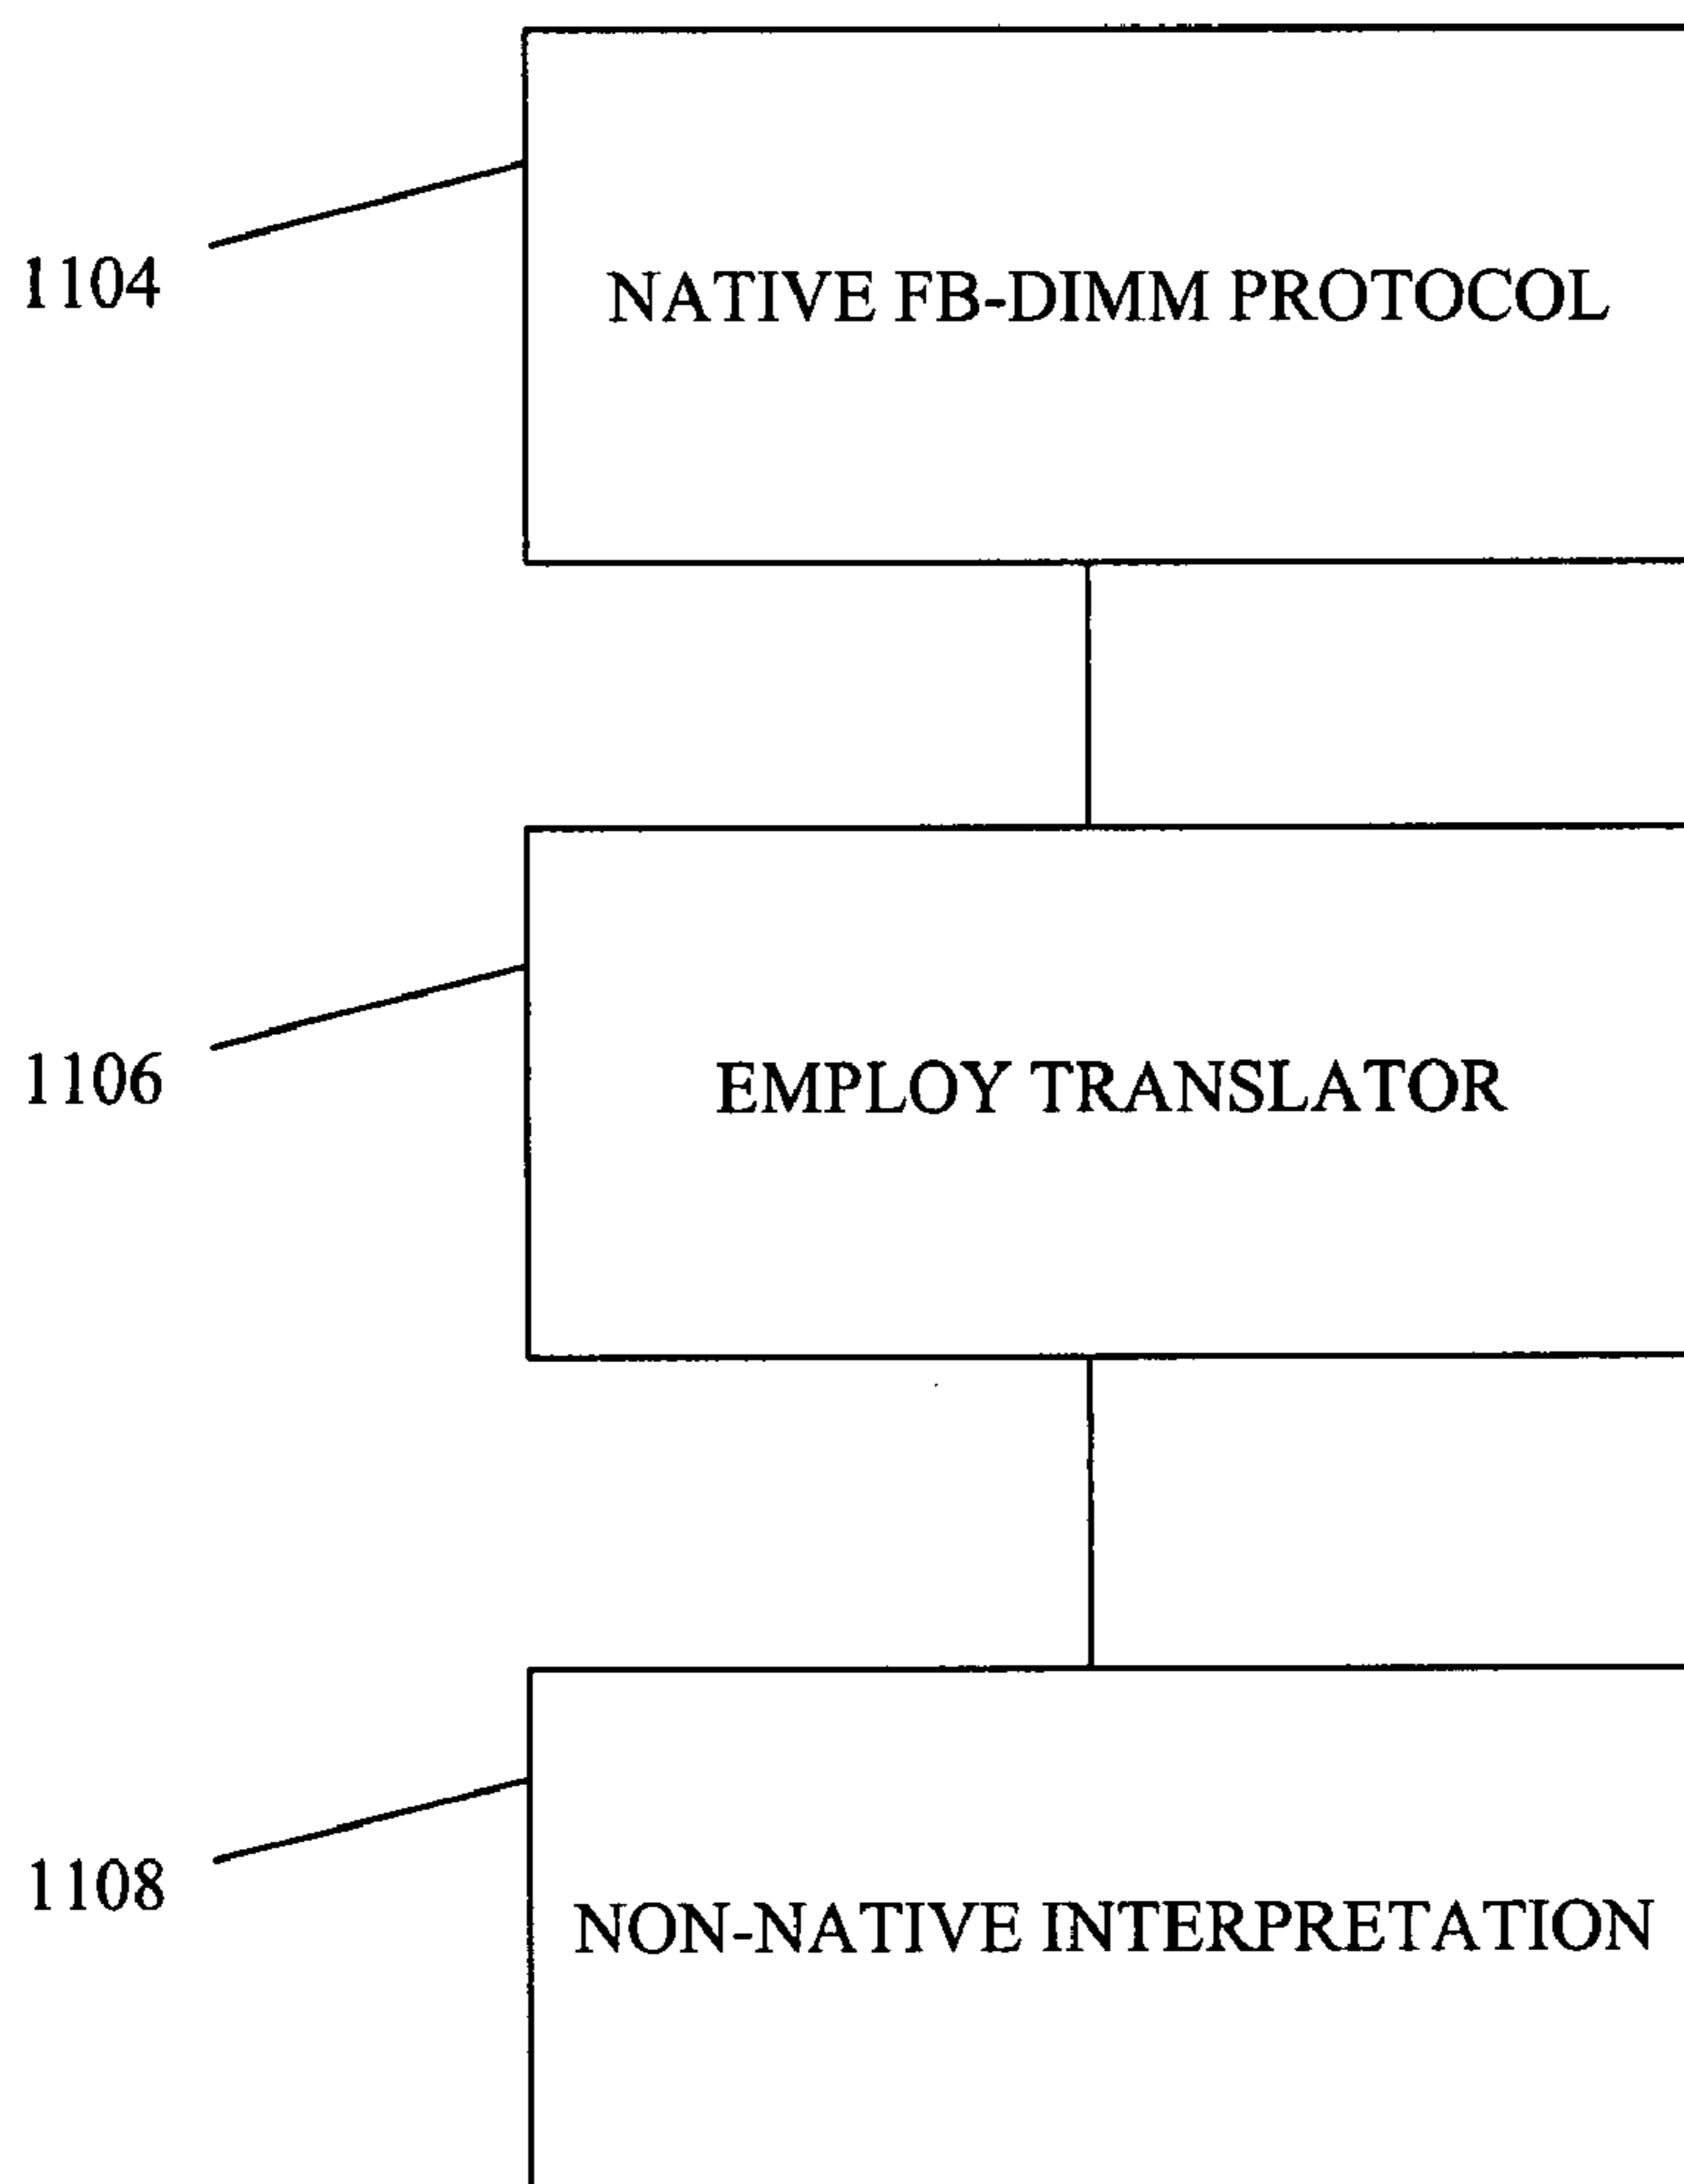 1104
NATIVE FB-DIMM PROTOCOL
1106
EMPLOY TRANSLATOR
1108
NON-NATIVE INTERPRETATION